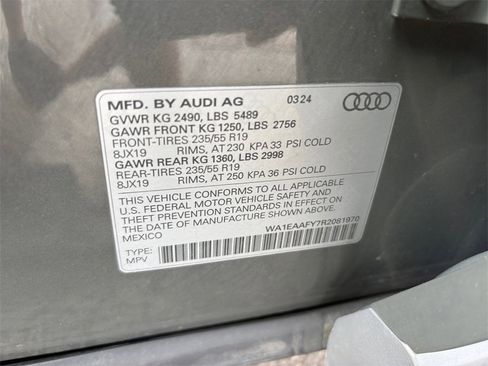 MFD. BY AUDI AG 03 24
GVWR KG 2490, LBS 5489
GAWR FRONT KG 1250, LBS 2756
FRONT-TIRES 235/55 R19
8JX19 RIMS, AT 230 KPA 33 PSI COLD
GAWR REAR KG 1360, LBS 2998
REAR-TIRES 235/55 R19
8JX19 RIMS, AT 250 KPA 36 PSI COLD
THIS VEHICLE CONFORMS TO ALL APPLICABLE
U.S. FEDERAL MOTOR VEHICLE SAFETY AND
THEFT PREVENTION STANDARDS IN EFFECT ON
THE DATE OF MANUFACTURE SHOWN ABOVE.
MEXICO
WA1EAAFY7R2081970
TYPE:
MPV